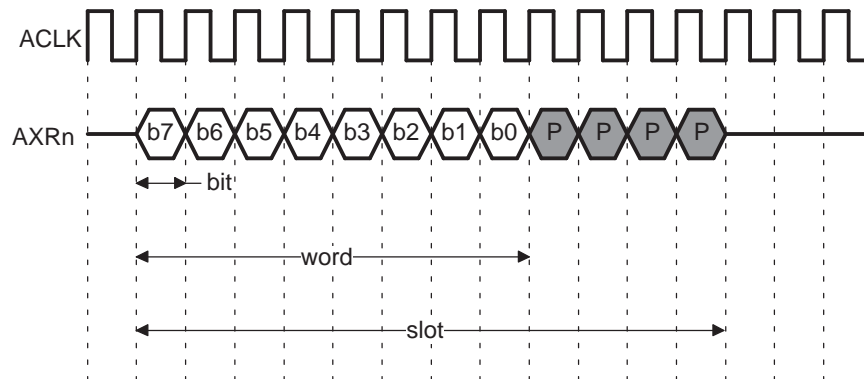 ACLK
AXRn b7 b6 b5 b4 b3 b2 b1 b0 P P P P
bit
word
slot